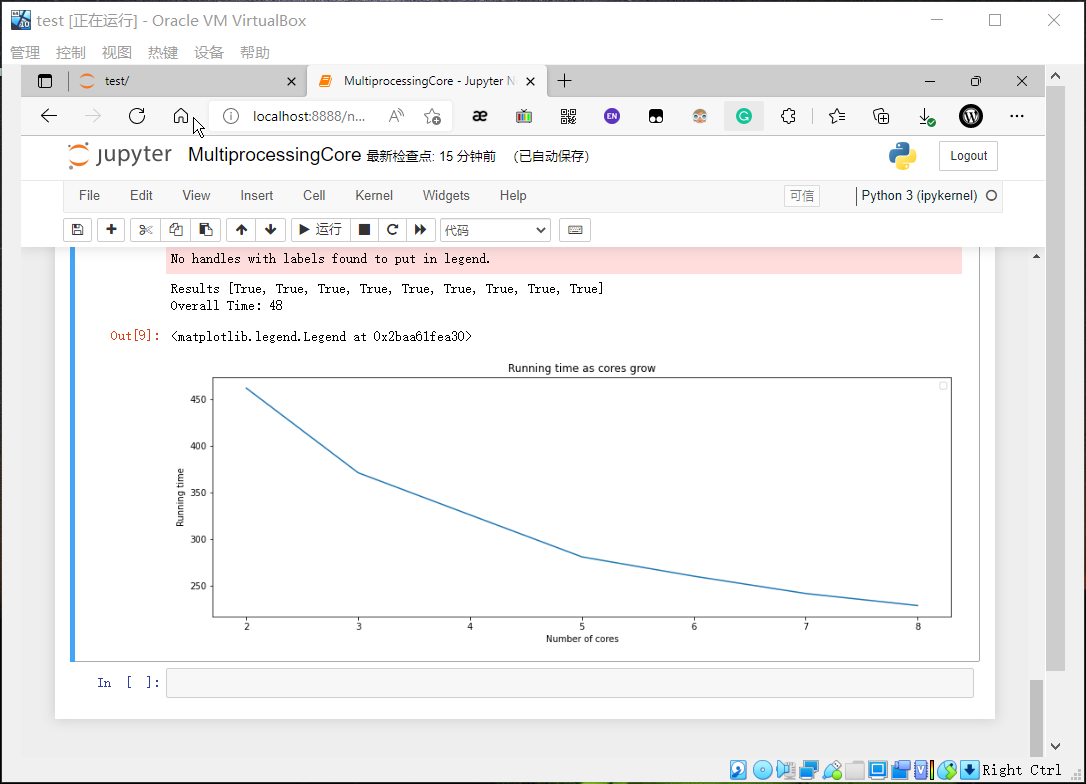 test [正在运行] - Oracle VM VirtualBox
管理 控制 视图 热键 设备 帮助
test/
MultiprocessingCore - Jupyter N
localhost:8888/n...
EN
jupyter MultiprocessingCore 最新检查点: 15 分钟前 (已自动保存)
Logout
File Edit View Insert Cell Kernel Widgets Help 可信 Python 3 (ipykernel)
运行 代码
No handles with labels found to put in legend.
Results [True, True, True, True, True, True, True, True, True]
Overall Time: 48
Out[9]: <matplotlib.legend.Legend at 0x2baa61fea30>
Running time as cores grow
450
400
350
300
250
Running time
2 3 4 5 6 7 8
Number of cores
In [ ]:
Right Ctrl